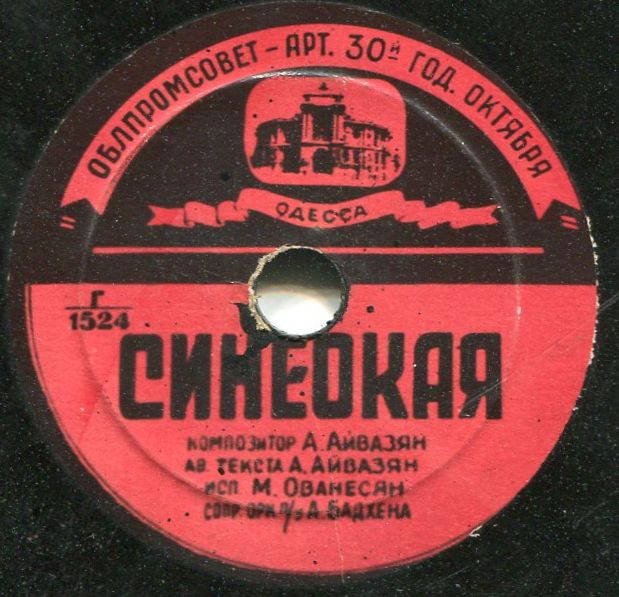 „ОБЛПРОМСОВЕТ – АРТ. 30й ГОД. ОКТЯБРЯ"
ОДЕССА
Г
1524
СИНЕОКАЯ
КОМПОЗИТОР А. АЙВАЗЯН
АВ. ТЕКСТА А. АЙВАЗЯН
ИСП. М. ОВАНЕСЯН
СОПР. ОРК. П/У А. БАДХЕНА